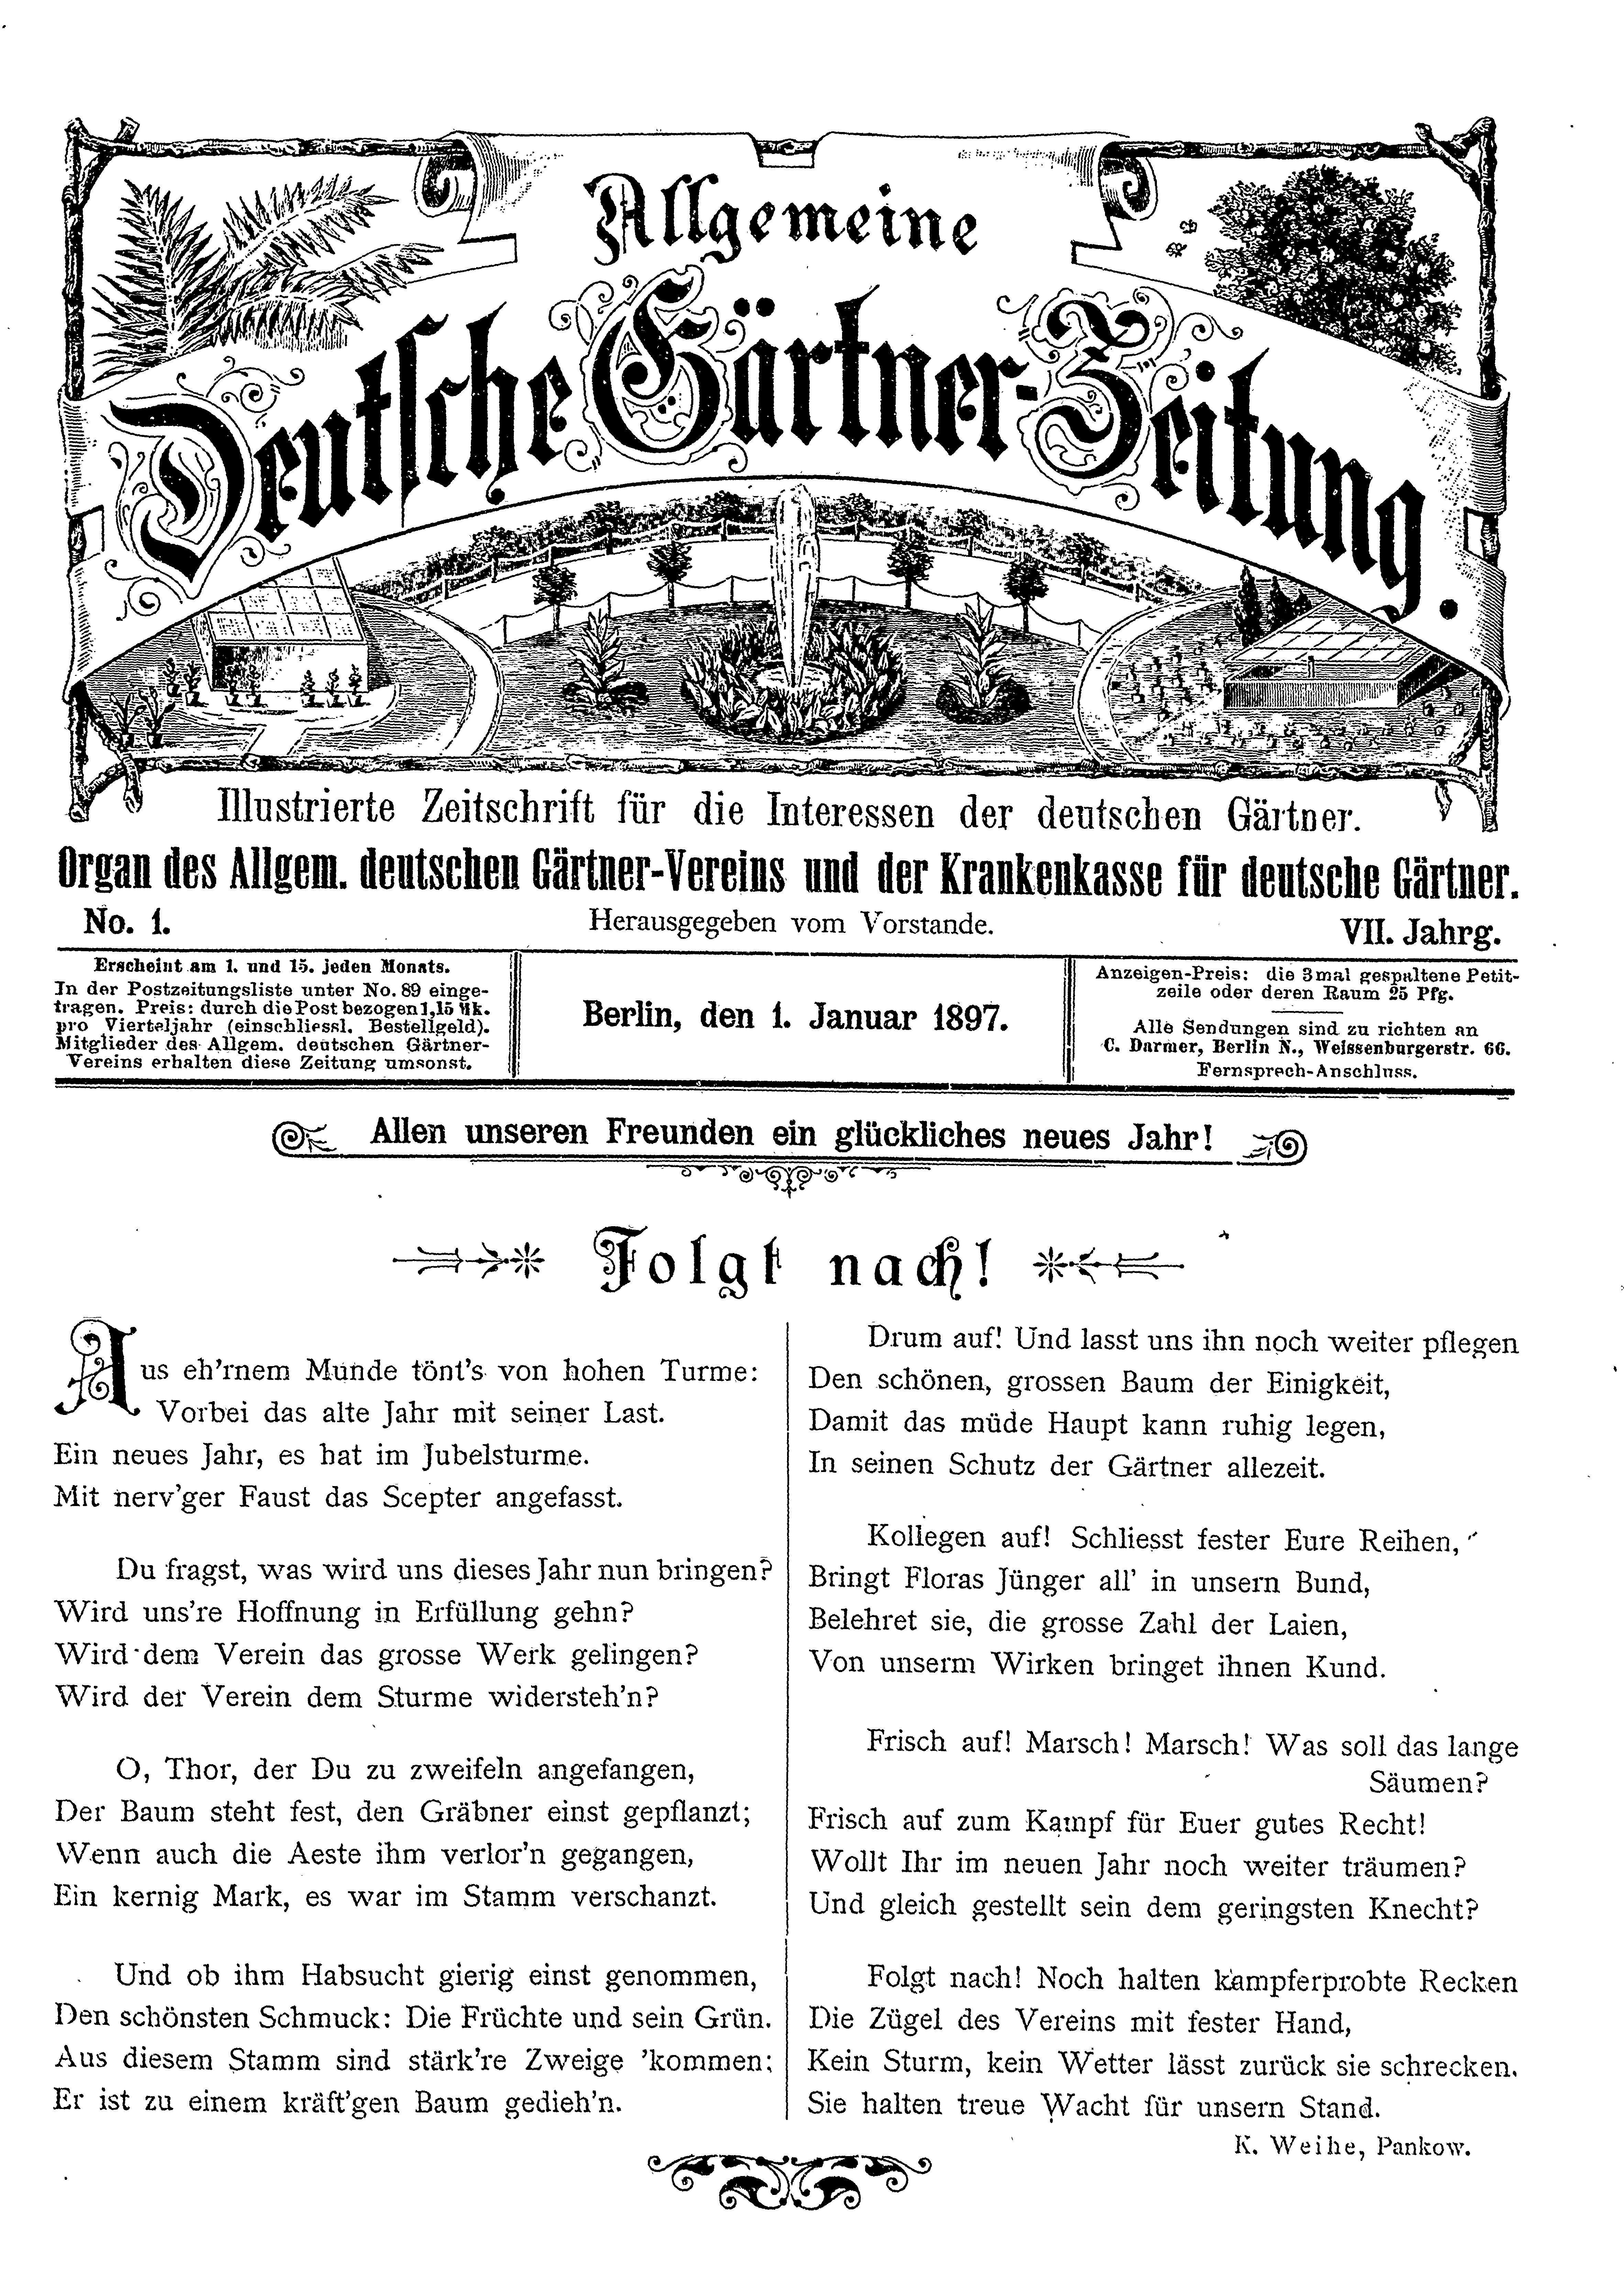 Allgemeine
Deutsche Gärtner-Zeitung.
Illustrierte Zeitschrift für die Interessen der deutschen Gärtner.
Organ des Allgem. deutschen Gärtner-Vereins und der Krankenkasse für deutsche Gärtner.
No. 1.
Herausgegeben vom Vorstande.
VII. Jahrg.
Erscheint am 1. und 15. jeden Monats.
In der Postzeitungsliste unter No. 89 einge-
tragen. Preis: durch die Post bezogen 1,15 Mk.
pro Vierteljahr (einschliessl. Bestellgeld).
Mitglieder des Allgem. deutschen Gärtner-
Vereins erhalten diese Zeitung umsonst.
Berlin, den 1. Januar 1897.
Anzeigen-Preis: die 3mal gespaltene Petit-
zeile oder deren Raum 25 Pfg.
Alle Sendungen sind zu richten an
C. Darmer, Berlin N., Weissenburgerstr. 66.
Fernsprech-Anschluss.
Allen unseren Freunden ein glückliches neues Jahr!
Folgt nach!
Aus eh'rnem Munde tönt's von hohen Turme:
Vorbei das alte Jahr mit seiner Last.
Ein neues Jahr, es hat im Jubelsturme.
Mit nerv'ger Faust das Scepter angefasst.
Du fragst, was wird uns dieses Jahr nun bringen?
Wird uns're Hoffnung in Erfüllung gehn?
Wird dem Verein das grosse Werk gelingen?
Wird der Verein dem Sturme widersteh'n?
O, Thor, der Du zu zweifeln angefangen,
Der Baum steht fest, den Gräbner einst gepflanzt;
Wenn auch die Aeste ihm verlor'n gegangen,
Ein kernig Mark, es war im Stamm verschanzt.
Und ob ihm Habsucht gierig einst genommen,
Den schönsten Schmuck: Die Früchte und sein Grün.
Aus diesem Stamm sind stärk're Zweige 'kommen;
Er ist zu einem kräft'gen Baum gedieh'n.
Drum auf! Und lasst uns ihn noch weiter pflegen
Den schönen, grossen Baum der Einigkeit,
Damit das müde Haupt kann ruhig legen,
In seinen Schutz der Gärtner allezeit.
Kollegen auf! Schliesst fester Eure Reihen,
Bringt Floras Jünger all' in unsern Bund,
Belehret sie, die grosse Zahl der Laien,
Von unserm Wirken bringet ihnen Kund.
Frisch auf! Marsch! Marsch! Was soll das lange
Säumen?
Frisch auf zum Kampf für Euer gutes Recht!
Wollt Ihr im neuen Jahr noch weiter träumen?
Und gleich gestellt sein dem geringsten Knecht?
Folgt nach! Noch halten kampferprobte Recken
Die Zügel des Vereins mit fester Hand,
Kein Sturm, kein Wetter lässt zurück sie schrecken.
Sie halten treue Wacht für unsern Stand.
K. Weihe, Pankow.